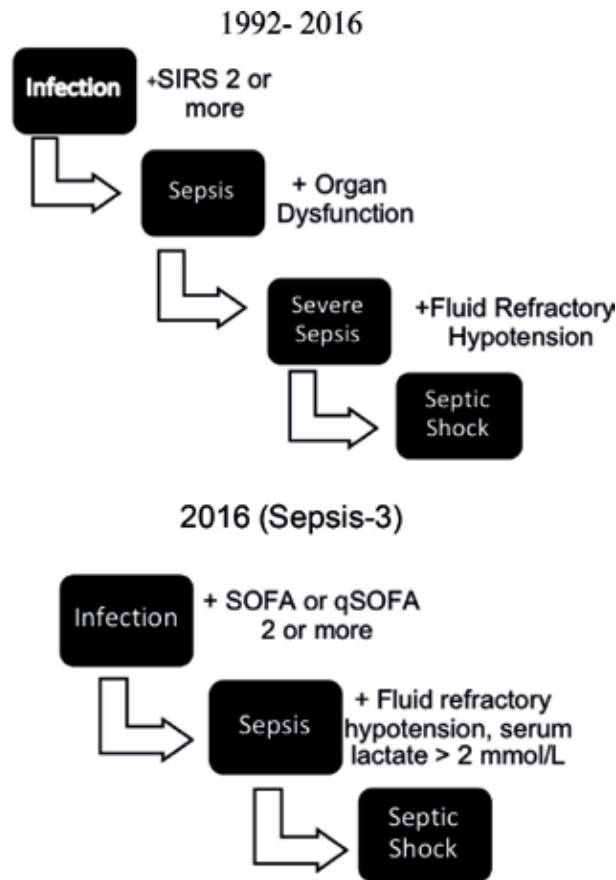 1992- 2016
Infection
+SIRS 2 or
more
Sepsis
+ Organ
Dysfunction
Severe
Sepsis
+Fluid Refractory
Hypotension
Septic
Shock
2016 (Sepsis-3)
Infection
+ SOFA or qSOFA
2 or more
Sepsis
+ Fluid refractory
hypotension, serum
lactate > 2 mmol/L
Septic
Shock